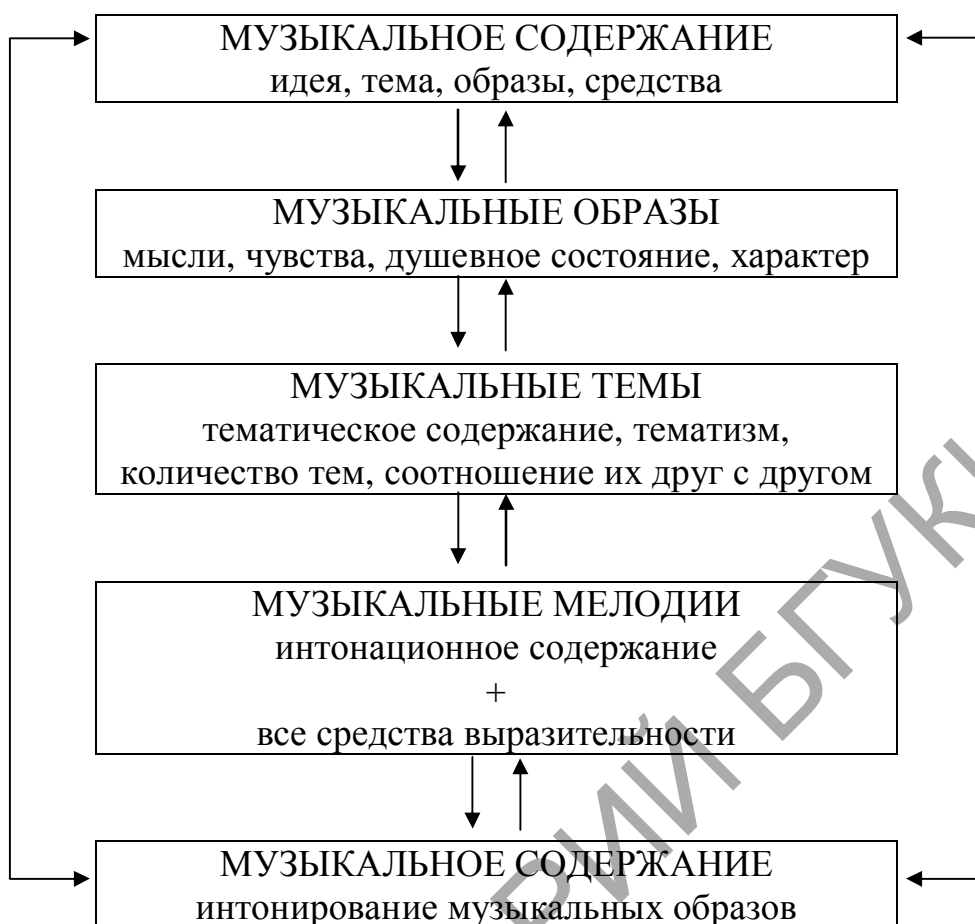 МУЗЫКАЛЬНОЕ СОДЕРЖАНИЕ
идея, тема, образы, средства
МУЗЫКАЛЬНЫЕ ОБРАЗЫ
мысли, чувства, душевное состояние, характер
МУЗЫКАЛЬНЫЕ ТЕМЫ
тематическое содержание, тематизм,
количество тем, соотношение их друг с другом
МУЗЫКАЛЬНЫЕ МЕЛОДИИ
интонационное содержание
+
все средства выразительности
МУЗЫКАЛЬНОЕ СОДЕРЖАНИЕ
интонирование музыкальных образов